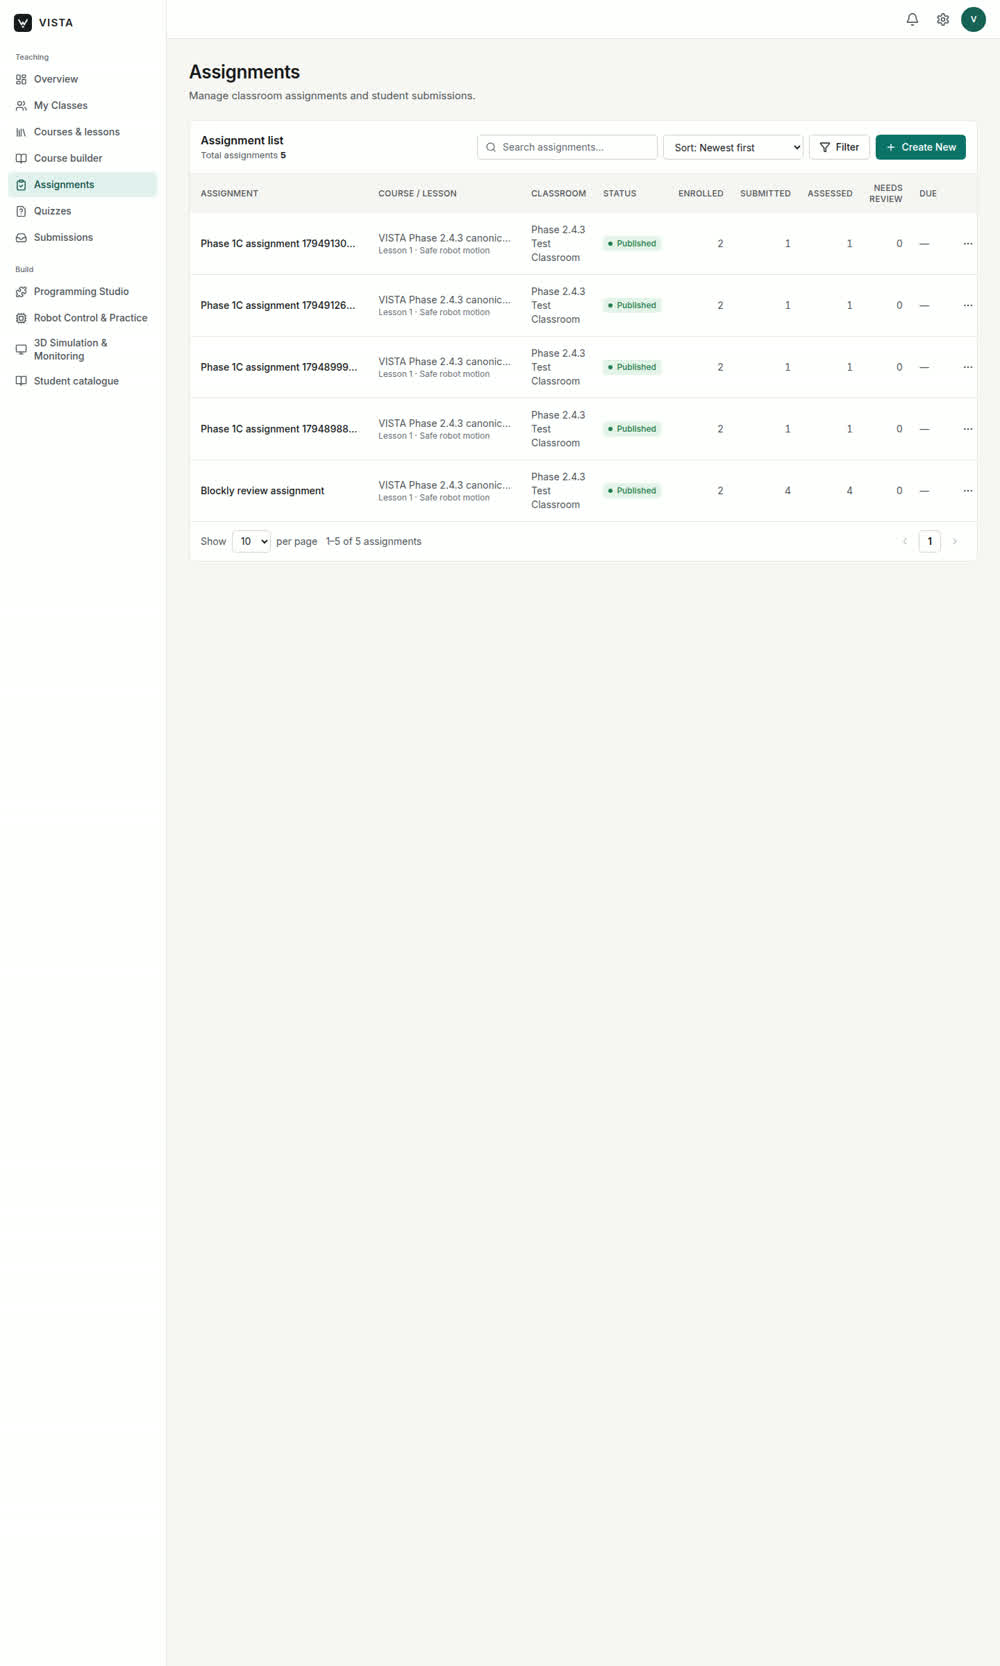 VISTA
V
Teaching
Overview
My Classes
Courses & lessons
Course builder
Assignments
Quizzes
Submissions
Build
Programming Studio
Robot Control & Practice
3D Simulation &
Monitoring
Student catalogue
Assignments
Manage classroom assignments and student submissions.
Assignment list
Total assignments 5
Search assignments...
Sort: Newest first
Filter
+ Create New
ASSIGNMENT COURSE / LESSON CLASSROOM STATUS ENROLLED SUBMITTED ASSESSED NEEDS REVIEW DUE
Phase 1C assignment 17949130...
VISTA Phase 2.4.3 canonic...
Lesson 1 · Safe robot motion
Phase 2.4.3
Test
Classroom
Published
2 1 1 0 — ...
Phase 1C assignment 17949126...
VISTA Phase 2.4.3 canonic...
Lesson 1 · Safe robot motion
Phase 2.4.3
Test
Classroom
Published
2 1 1 0 — ...
Phase 1C assignment 17948999...
VISTA Phase 2.4.3 canonic...
Lesson 1 · Safe robot motion
Phase 2.4.3
Test
Classroom
Published
2 1 1 0 — ...
Phase 1C assignment 17948988...
VISTA Phase 2.4.3 canonic...
Lesson 1 · Safe robot motion
Phase 2.4.3
Test
Classroom
Published
2 1 1 0 — ...
Blockly review assignment
VISTA Phase 2.4.3 canonic...
Lesson 1 · Safe robot motion
Phase 2.4.3
Test
Classroom
Published
2 4 4 0 — ...
Show 10 per page 1–5 of 5 assignments
‹ 1 ›